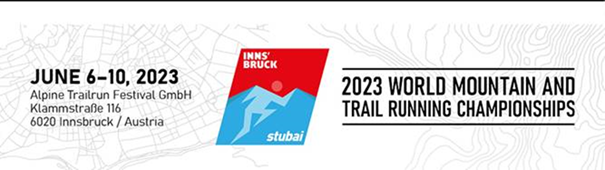 JUNE 6–10, 2023
Alpine Trailrun Festival GmbH
Klammstraße 116
6020 Innsbruck / Austria
INNS'
BRUCK
stubai
2023 WORLD MOUNTAIN AND
TRAIL RUNNING CHAMPIONSHIPS